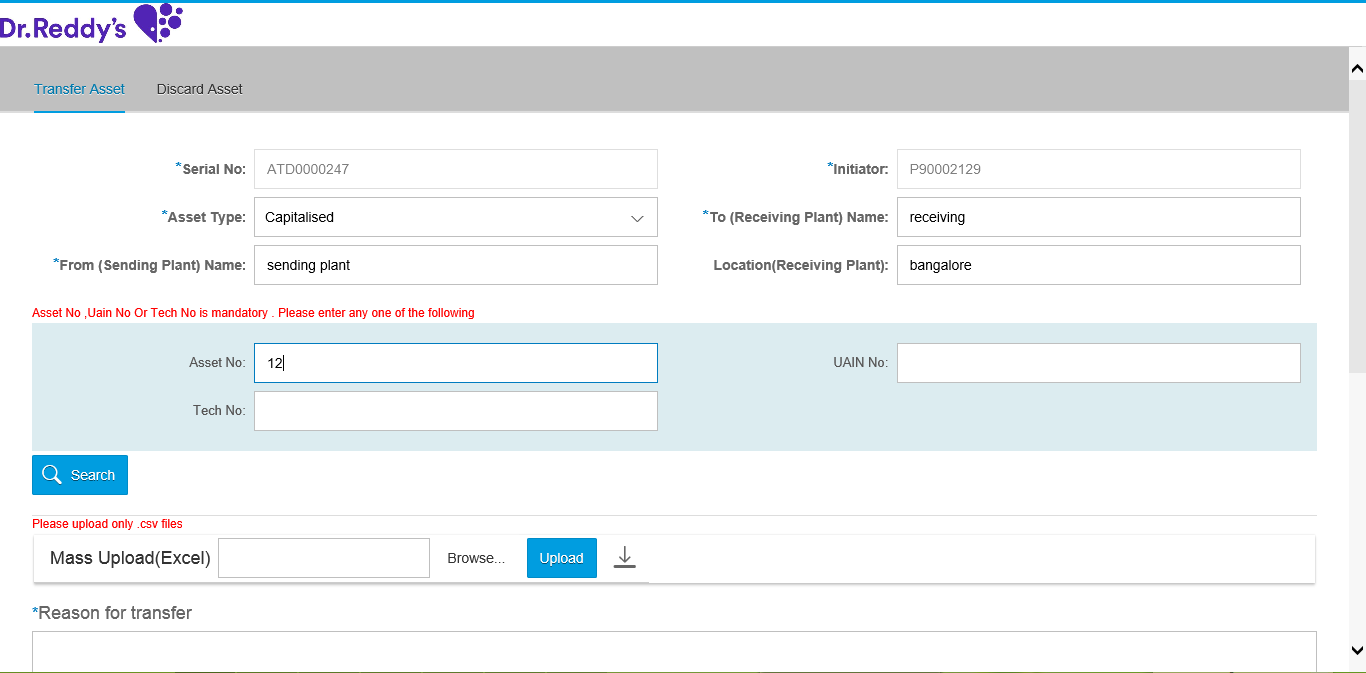 Dr.Reddy's
Transfer Asset Discard Asset
*Serial No: ATD0000247 *Initiator: P90002129
*Asset Type: Capitalised *To (Receiving Plant) Name: receiving
*From (Sending Plant) Name: sending plant Location(Receiving Plant): bangalore
Asset No ,Uain No Or Tech No is mandatory . Please enter any one of the following
Asset No: 12 UAIN No:
Tech No:
Search
Please upload only .csv files
Mass Upload(Excel) Browse... Upload
*Reason for transfer